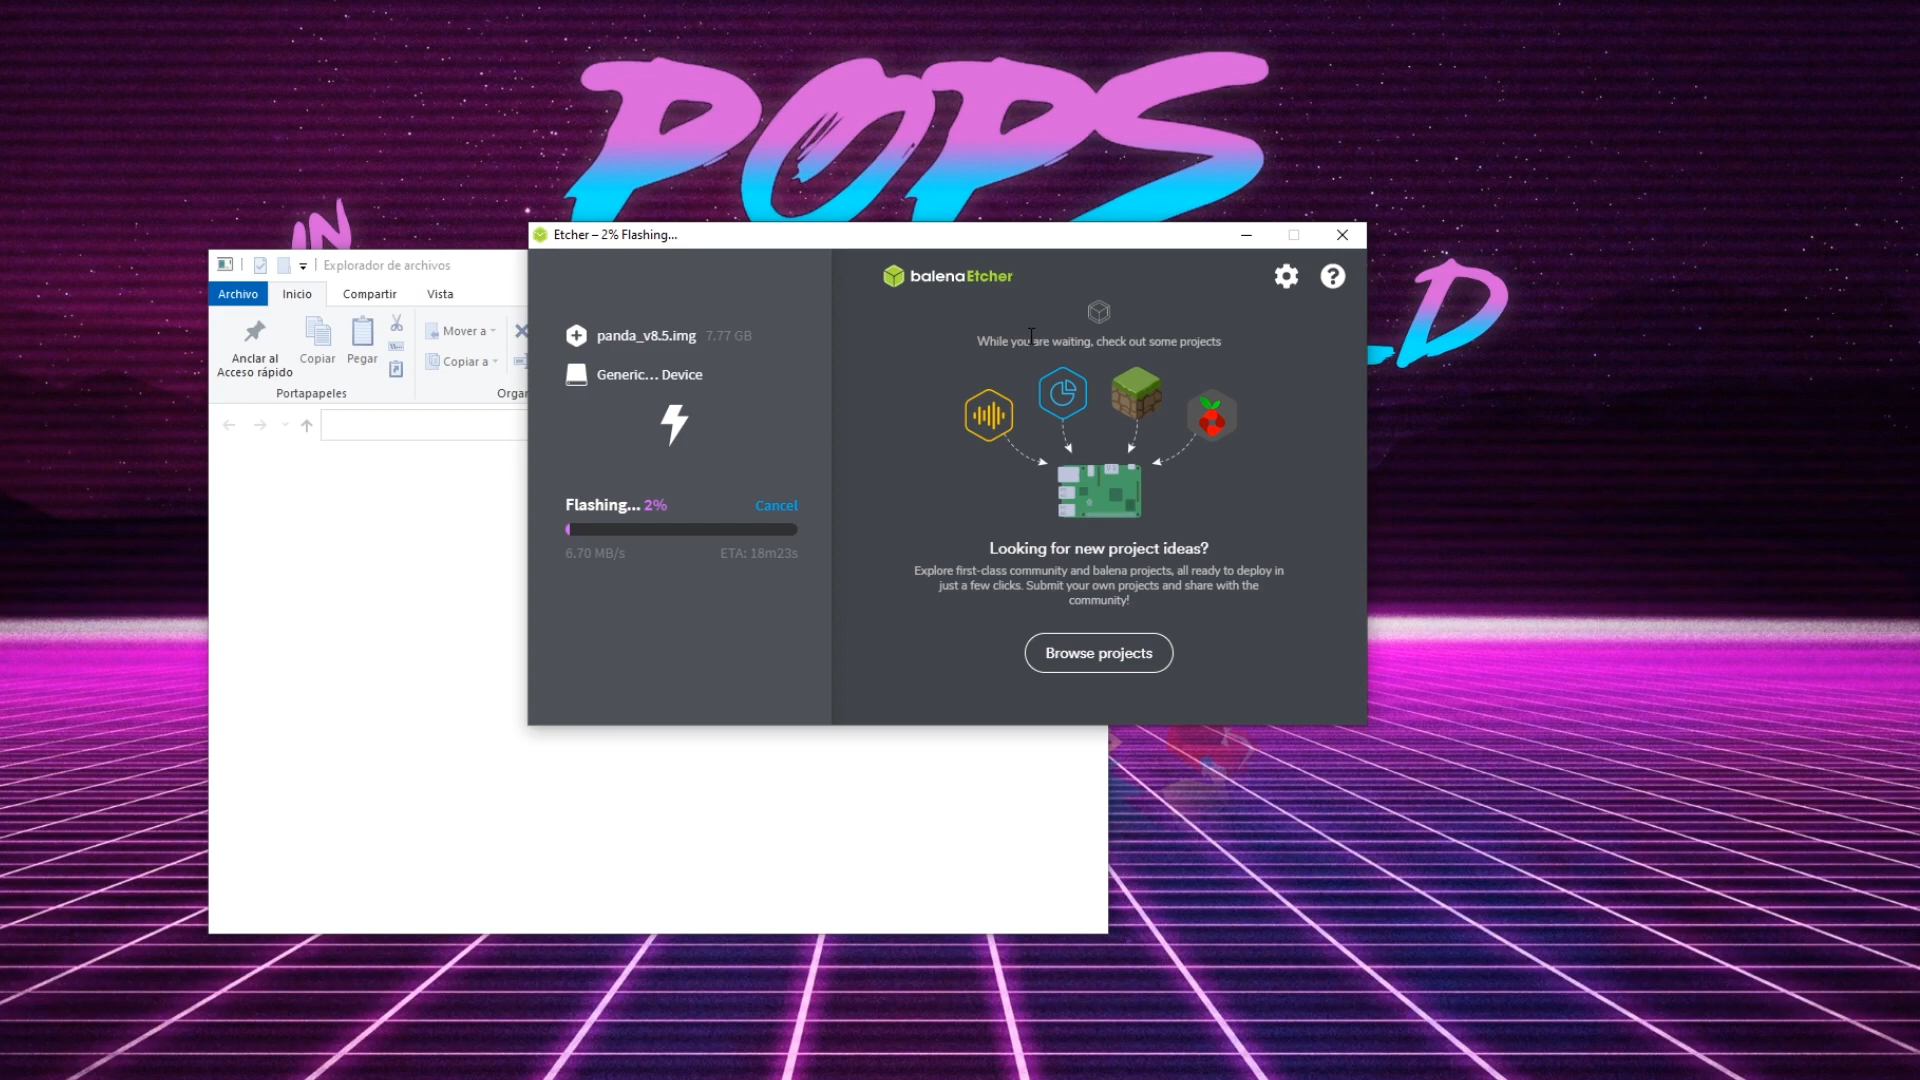 POPS
IN
LD
Etcher – 2% Flashing...
Explorador de archivos
Archivo Inicio Compartir Vista
Anclar al
Acceso rápido
Copiar
Pegar
Mover a
Copiar a
Portapapeles
Organ
panda_v8.5.img 7.77 GB
Generic... Device
Flashing... 2%
Cancel
6.70 MB/s
ETA: 18m23s
balenaEtcher
While you are waiting, check out some projects
Looking for new project ideas?
Explore first-class community and balena projects, all ready to deploy in
just a few clicks. Submit your own projects and share with the
community!
Browse projects